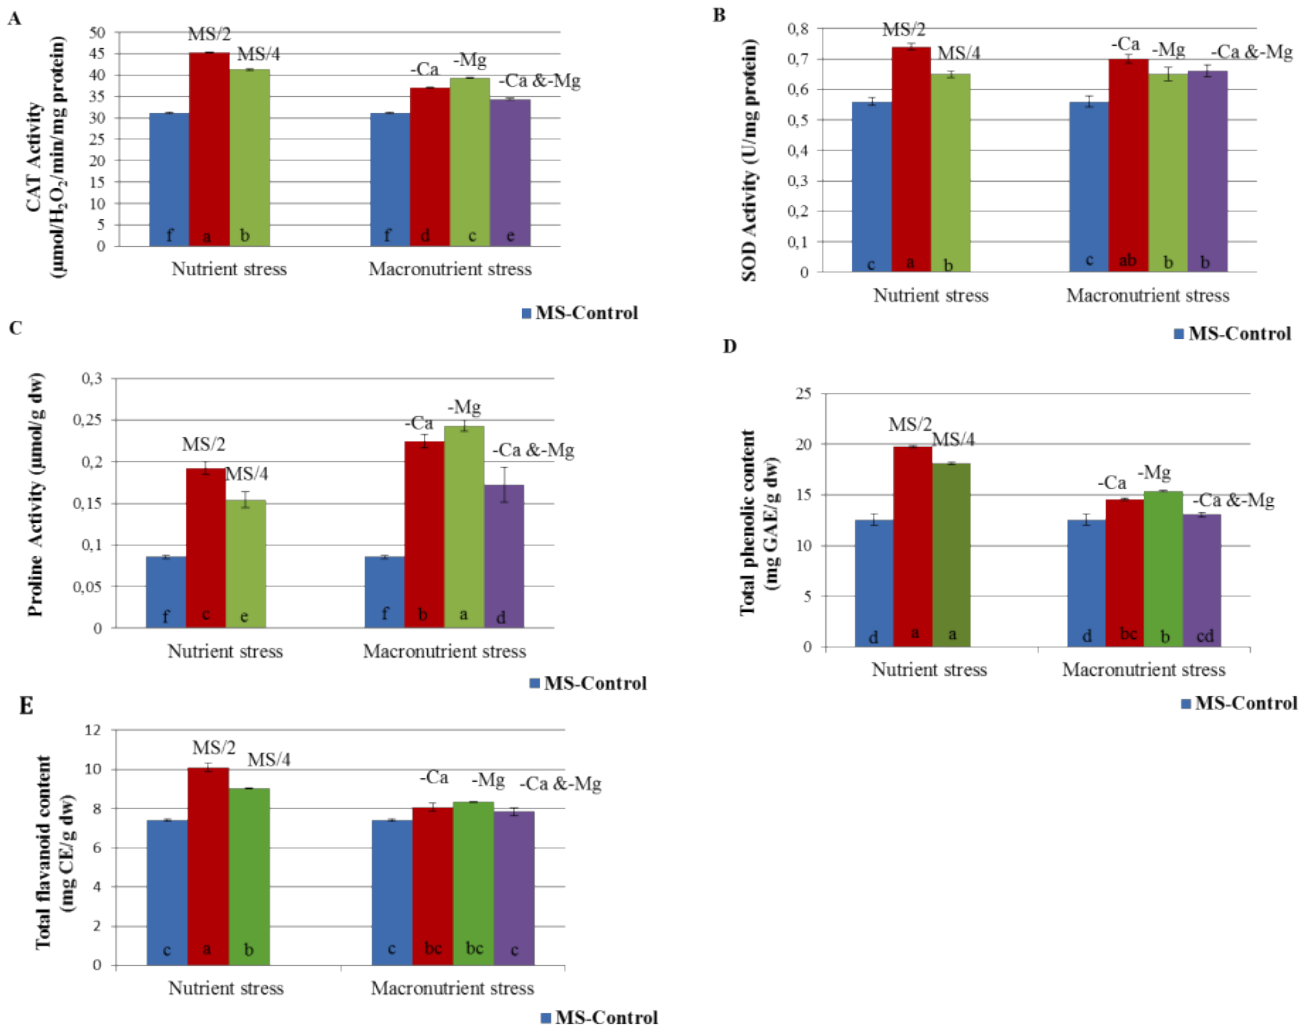 A
CAT Activity
(µmol/H₂O₂/min/mg protein)
50
45
40
35
30
25
20
15
10
5
0
MS/2
MS/4
-Ca
-Mg
-Ca &-Mg
f
a
b
f
d
c
e
Nutrient stress
Macronutrient stress
MS-Control
B
SOD Activity (U/mg protein)
0,8
0,7
0,6
0,5
0,4
0,3
0,2
0,1
0
MS/2
MS/4
-Ca
-Mg
-Ca &-Mg
c
a
b
c
ab
b
b
Nutrient stress
Macronutrient stress
MS-Control
C
Proline Activity (µmol/g dw)
0,3
0,25
0,2
0,15
0,1
0,05
0
MS/2
MS/4
-Ca
-Mg
-Ca &-Mg
f
c
e
f
b
a
d
Nutrient stress
Macronutrient stress
MS-Control
D
Total phenolic content
(mg GAE/g dw)
25
20
15
10
5
0
MS/2
MS/4
-Ca
-Mg
-Ca &-Mg
d
a
a
d
bc
b
cd
Nutrient stress
Macronutrient stress
MS-Control
E
Total flavanoid content
(mg CE/g dw)
12
10
8
6
4
2
0
MS/2
MS/4
-Ca
-Mg
-Ca &-Mg
c
a
b
c
bc
bc
c
Nutrient stress
Macronutrient stress
MS-Control